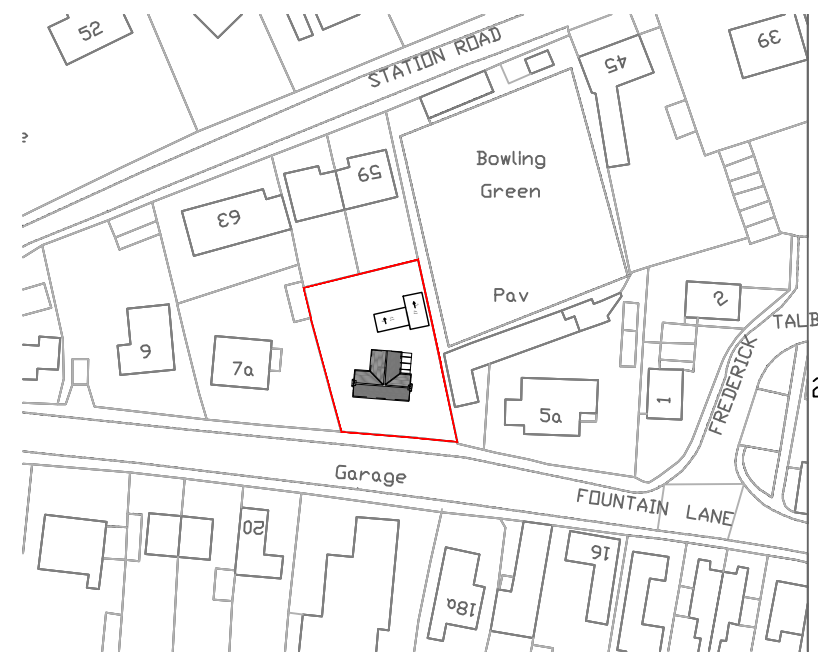 52
STATION ROAD
45
39
e
Bowling
Green
59
63
Pav
2
TALB
9
7a
FREDERICK
2
1
5a
Garage
FOUNTAIN LANE
20
16
18a